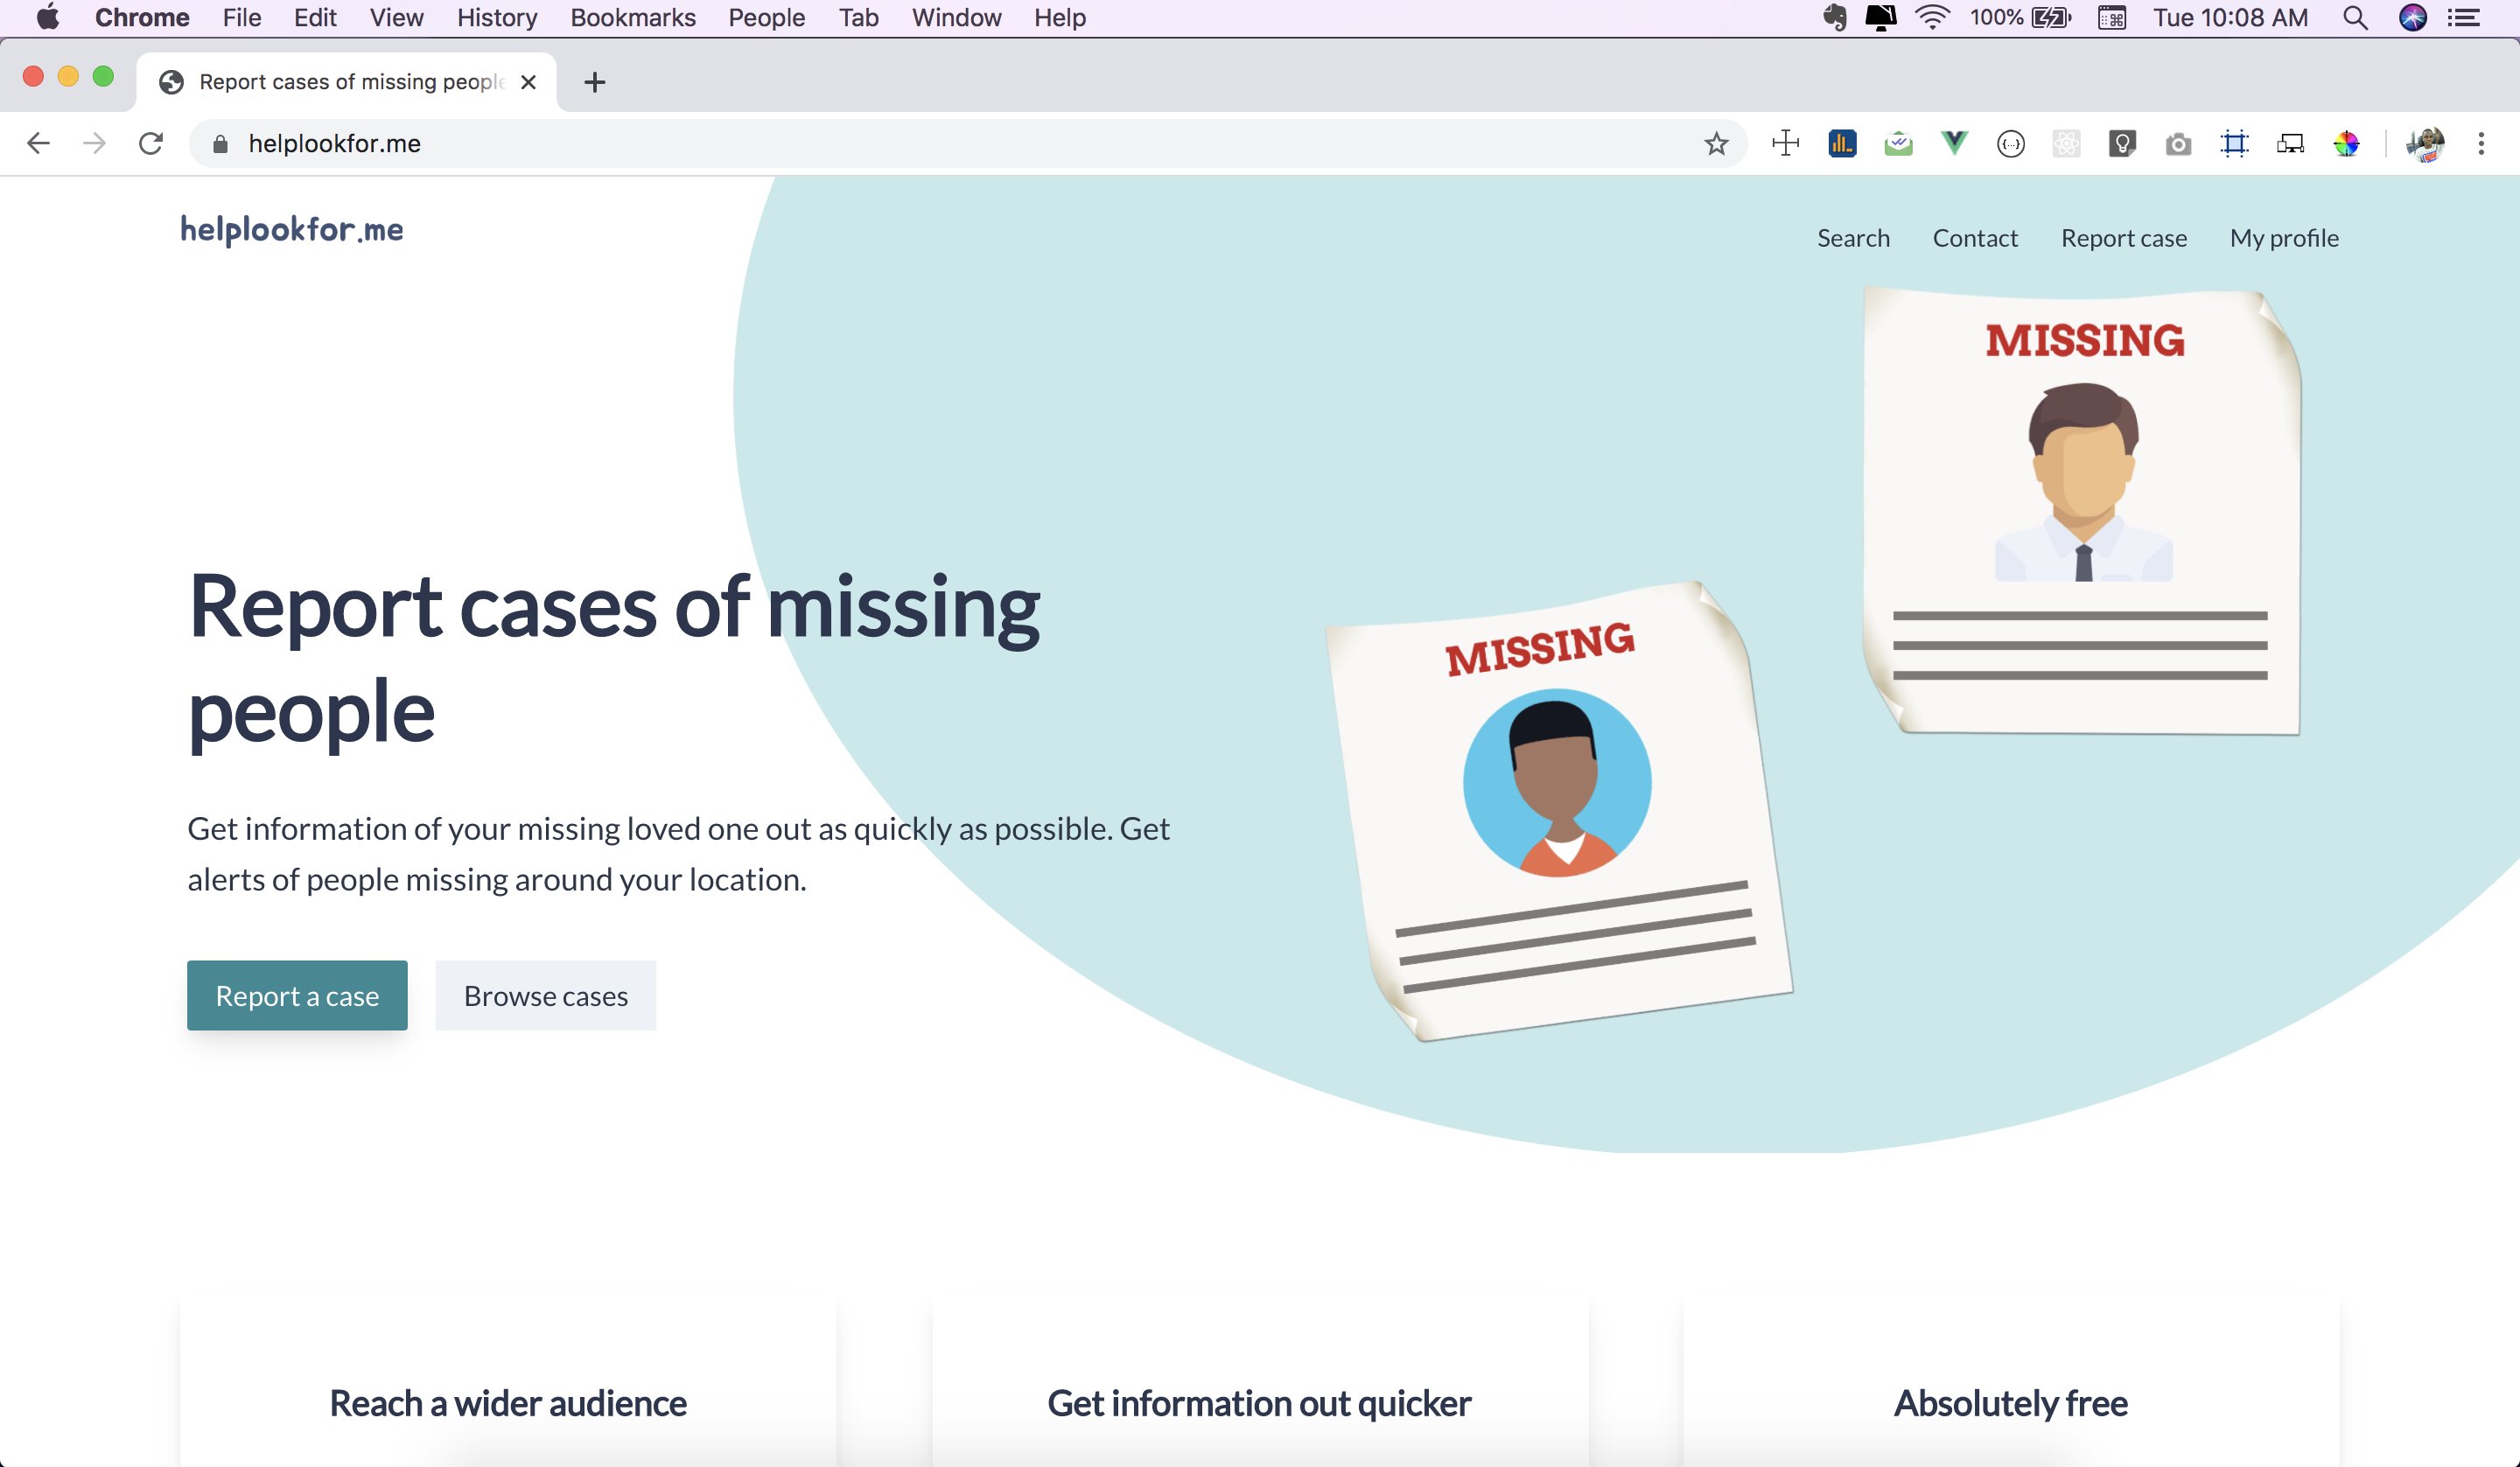 Chrome File Edit View History Bookmarks People Tab Window Help 100% Tue 10:08 AM
Report cases of missing people
helplookfor.me
helplookfor.me
Search Contact Report case My profile
MISSING
Report cases of missing
people
MISSING
Get information of your missing loved one out as quickly as possible. Get
alerts of people missing around your location.
Report a case Browse cases
Reach a wider audience Get information out quicker Absolutely free